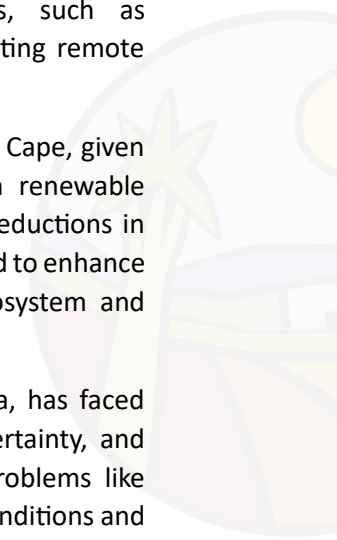 such as
ting remote
Cape, given
renewable
eductions in
d to enhance
osystem and
a, has faced
ertainty, and
roblems like
nditions and